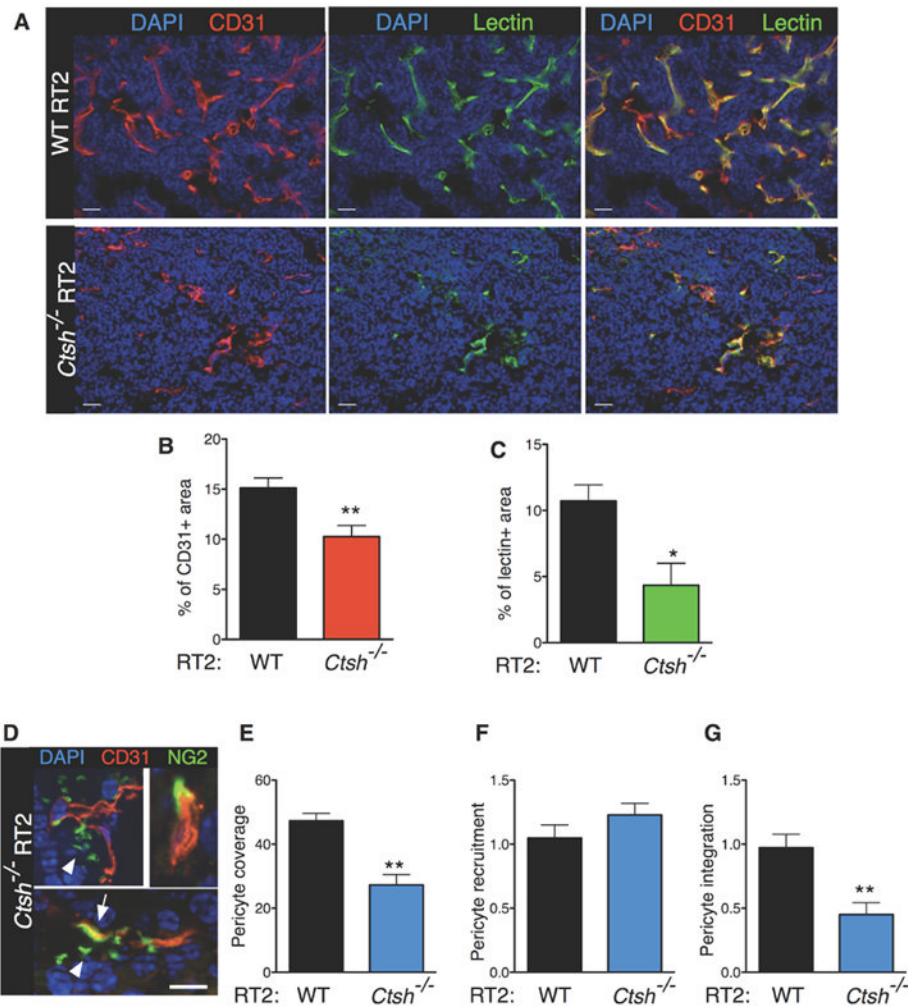 A
DAPI CD31
Lectin
DAPI CD31 Lectin
WT RT2
Ctsh-/- RT2
B
20
15
10
5
0
% of CD31+ area
**
RT2: WT Ctsh-/-
C
15
10
5
0
% of lectin+ area
*
RT2: WT Ctsh-/-
D
DAPI CD31 NG2
Ctsh-/- RT2
E
60
40
20
0
Pericyte coverage
**
RT2: WT Ctsh-/-
F
1.5
1.0
0.5
0.0
Pericyte recruitment
RT2: WT Ctsh-/-
G
1.5
1.0
0.5
0.0
Pericyte integration
**
RT2: WT Ctsh-/-